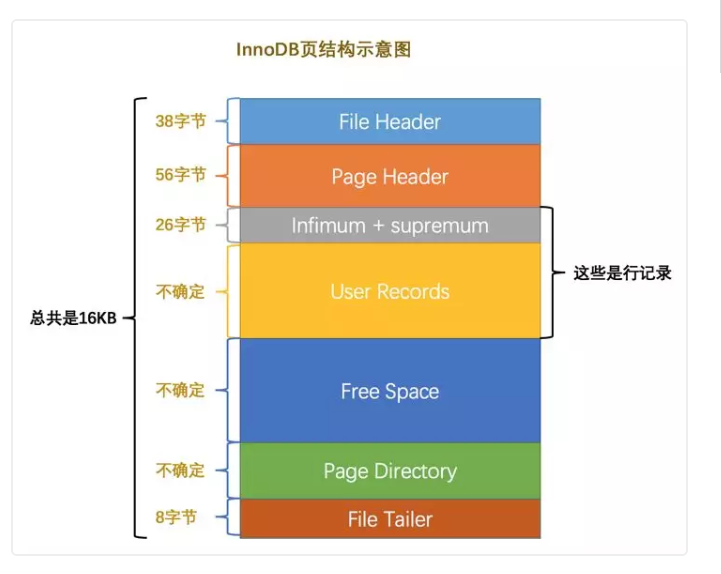 InnoDB页结构示意图
38字节
File Header
56字节
Page Header
26字节
Infimum + supremum
这些是行记录
不确定
User Records
总共是16KB
不确定
Free Space
不确定
Page Directory
8字节
File Tailer